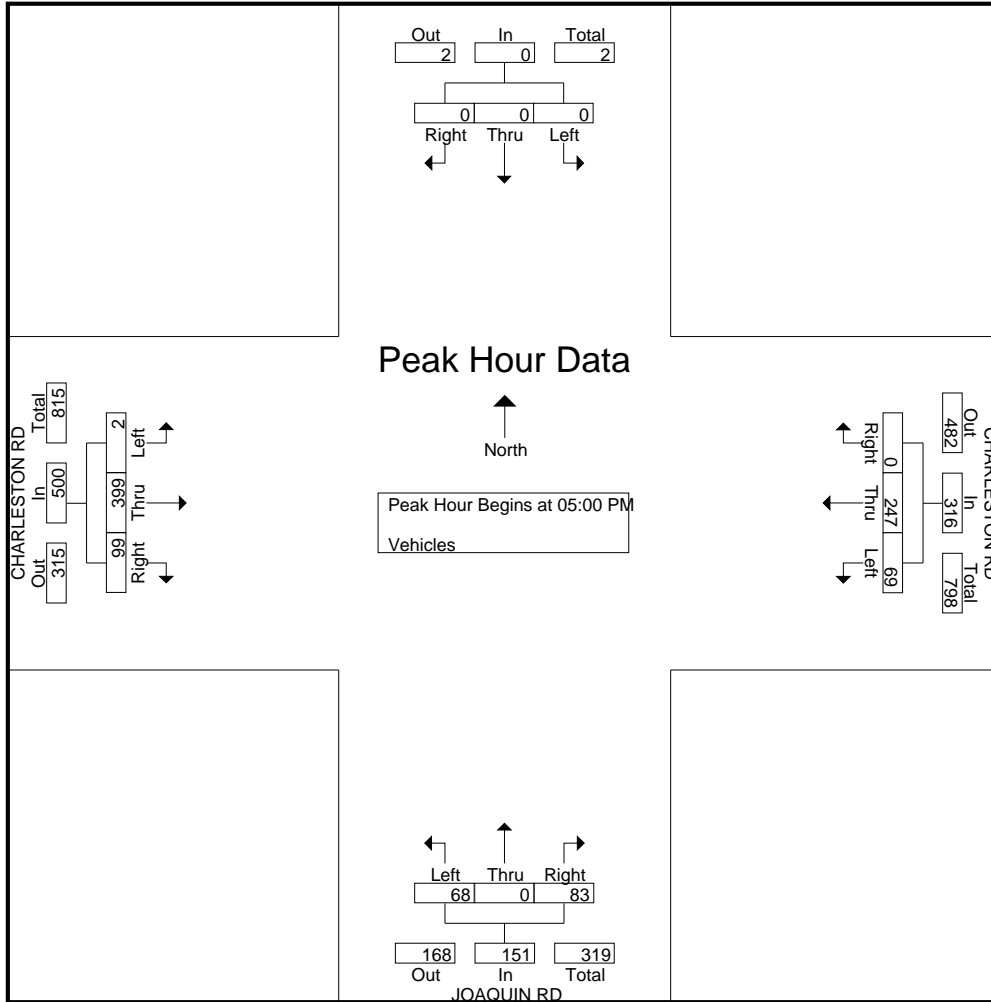 Out In Total
2 0 2
0 0 0
Right Thru Left
Peak Hour Data
North
Peak Hour Begins at 05:00 PM
Vehicles
CHARLESTON RD
Total In Out
815 500 315
2 399 99
Left Thru Right
CHARLESTON RD
Out In Total
482 316 798
0 247 69
Right Thru Left
Left Thru Right
68 0 83
168 151 319
Out In Total
JOAQUIN RD